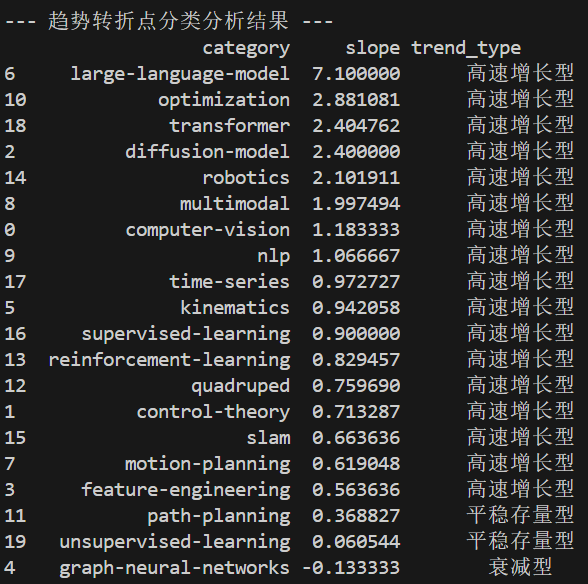 --- 趋势转折点分类分析结果 ---
category slope trend_type
6 large-language-model 7.100000 高速增长型
10 optimization 2.881081 高速增长型
18 transformer 2.404762 高速增长型
2 diffusion-model 2.400000 高速增长型
14 robotics 2.101911 高速增长型
8 multimodal 1.997494 高速增长型
0 computer-vision 1.183333 高速增长型
9 nlp 1.066667 高速增长型
17 time-series 0.972727 高速增长型
5 kinematics 0.942058 高速增长型
16 supervised-learning 0.900000 高速增长型
13 reinforcement-learning 0.829457 高速增长型
12 quadruped 0.759690 高速增长型
1 control-theory 0.713287 高速增长型
15 slam 0.663636 高速增长型
7 motion-planning 0.619048 高速增长型
3 feature-engineering 0.563636 高速增长型
11 path-planning 0.368827 平稳存量型
19 unsupervised-learning 0.060544 平稳存量型
4 graph-neural-networks -0.133333 衰减型